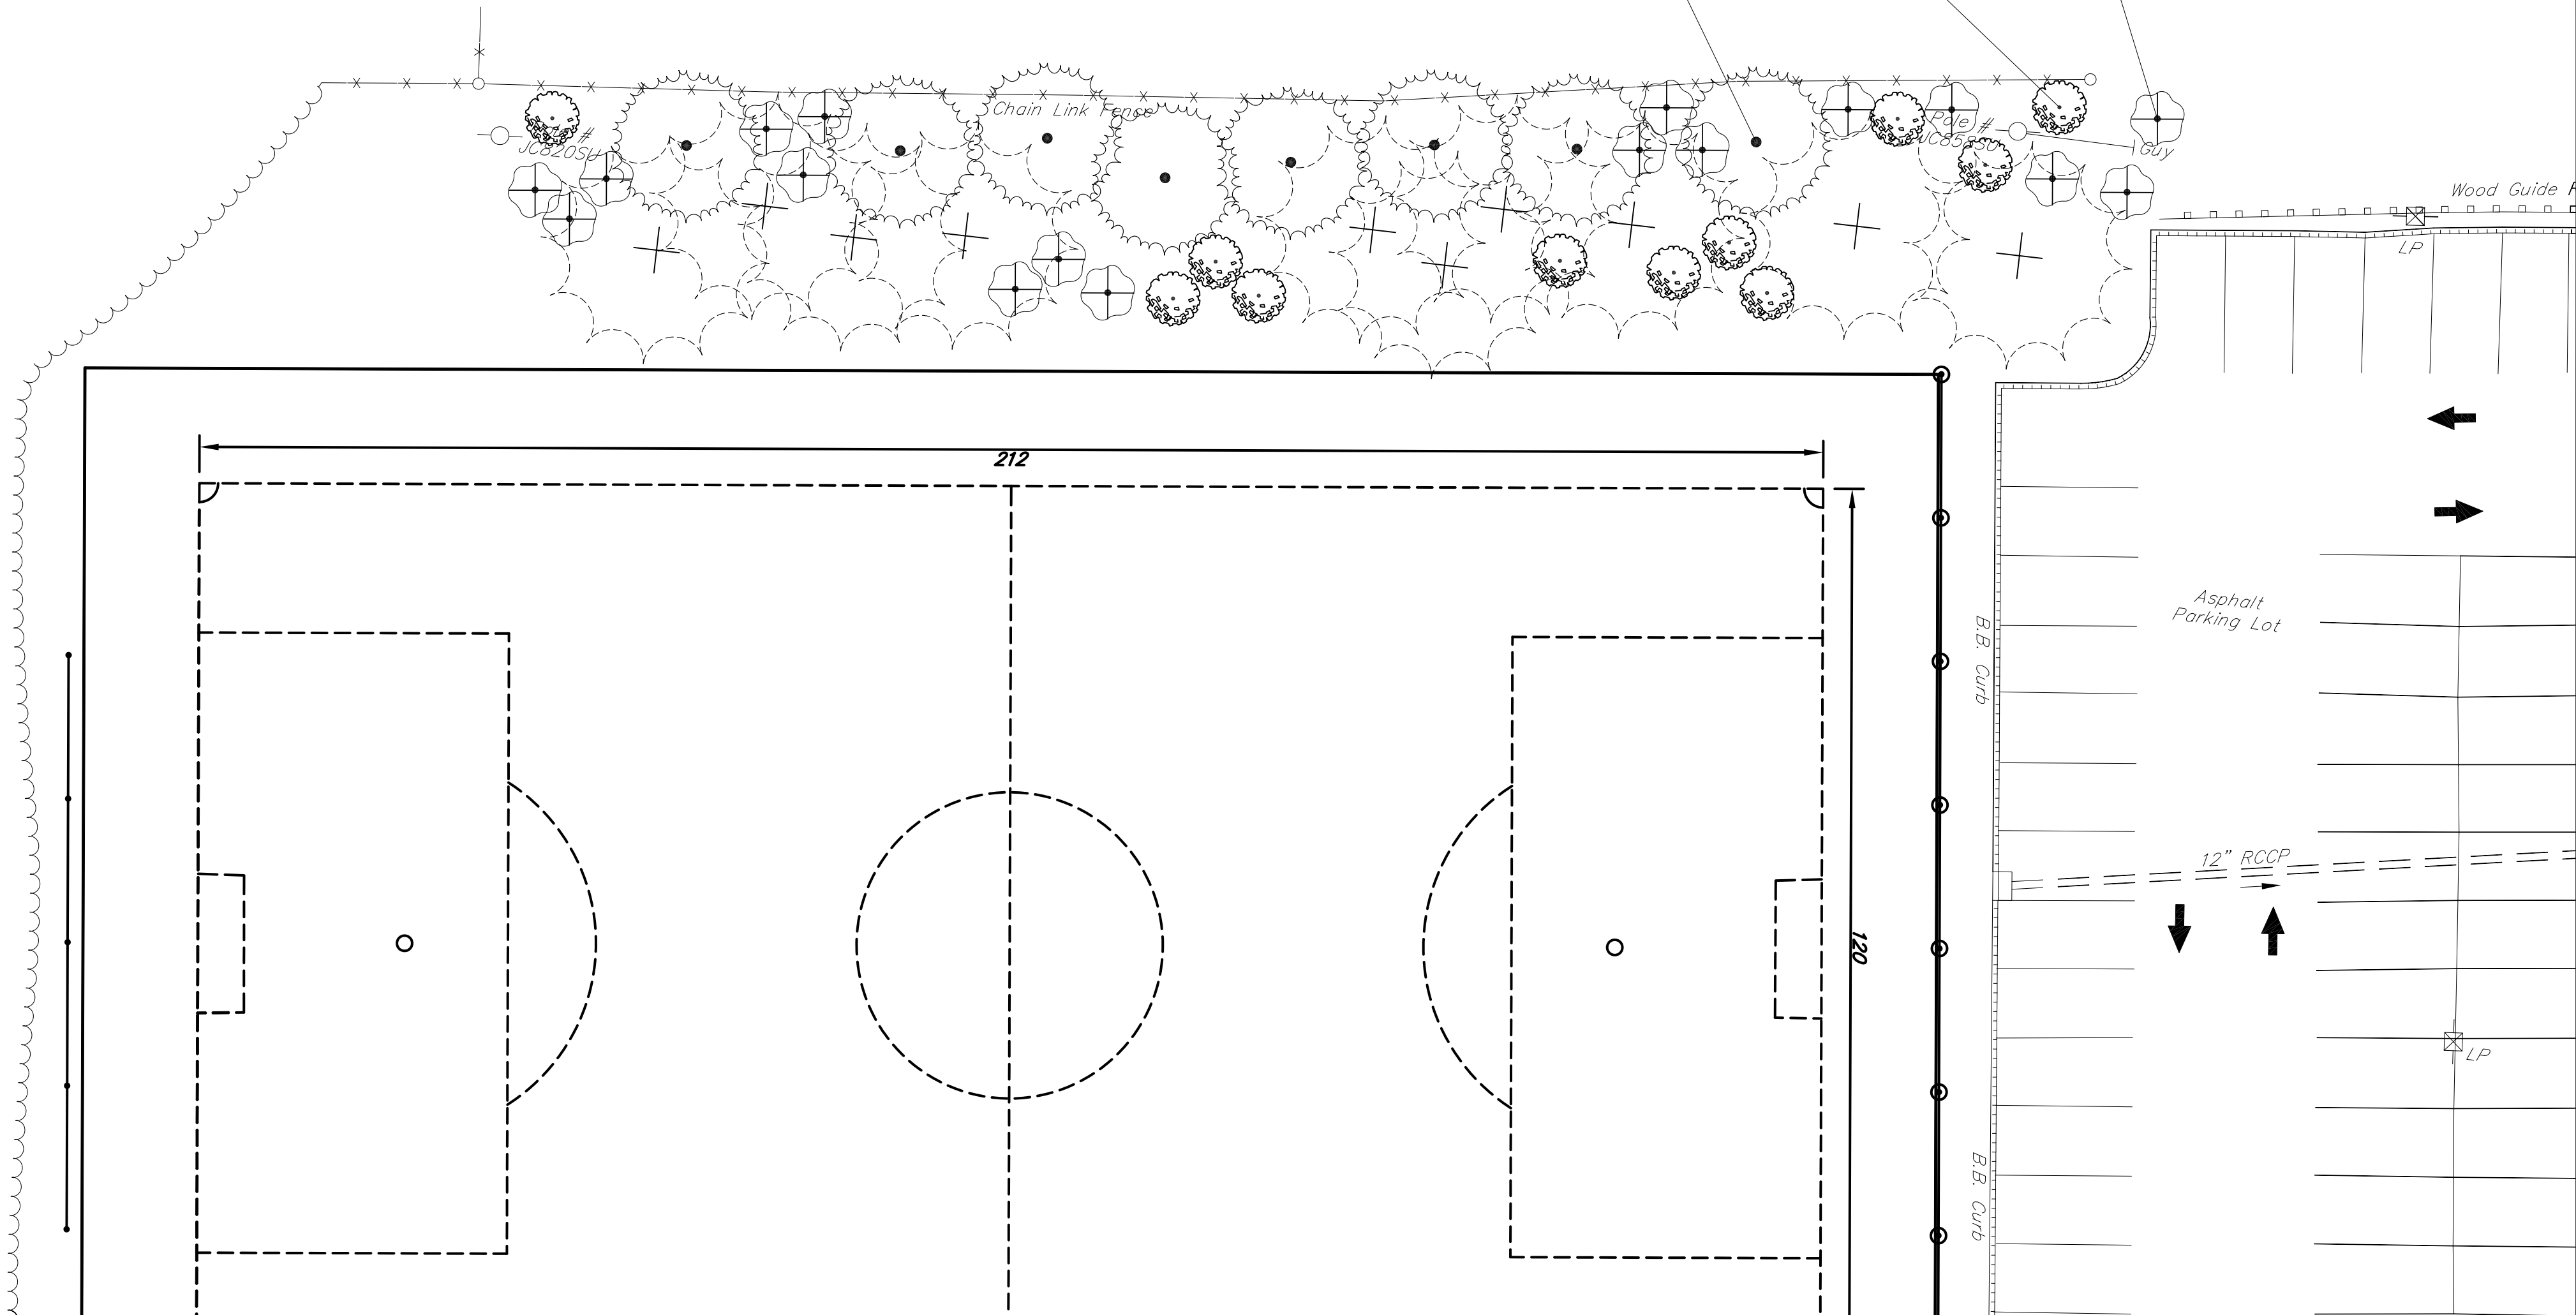 Chain Link Fence
#
JC820SU
Pole #
JC858SU
Guy
Wood Guide
LP
212
Asphalt
Parking Lot
B.B. Curb
12" RCCP
120
LP
B.B. Curb